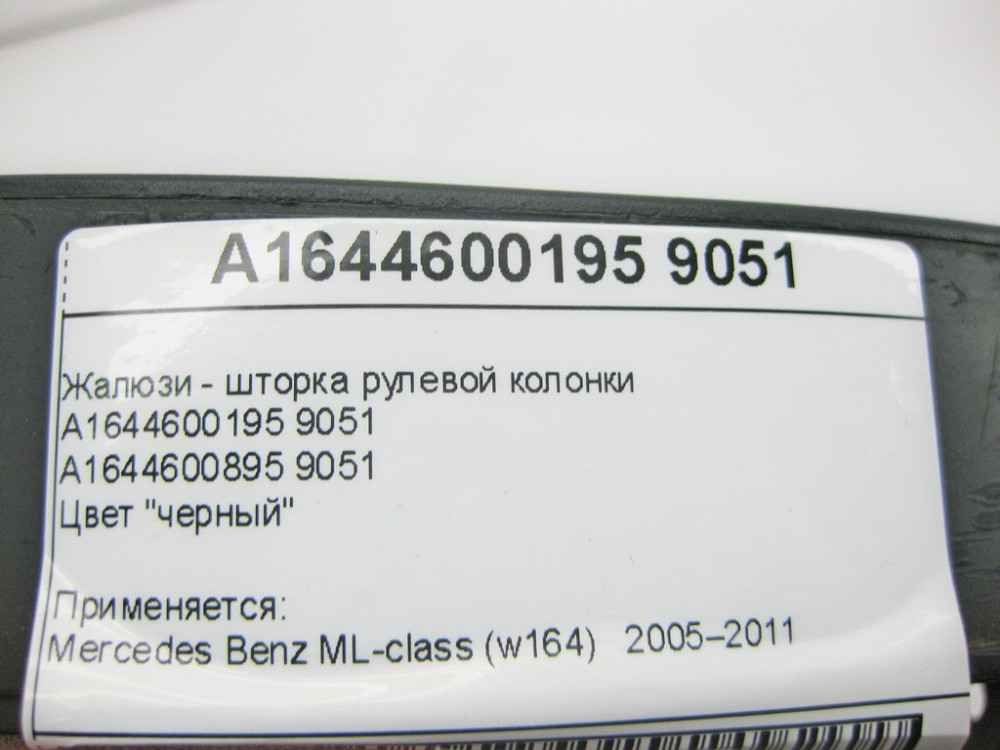 A1644600195 9051
Жалюзи - шторка рулевой колонки
A1644600195 9051
A1644600895 9051
Цвет "черный"
Применяется:
Mercedes Benz ML-class (w164) 2005–2011